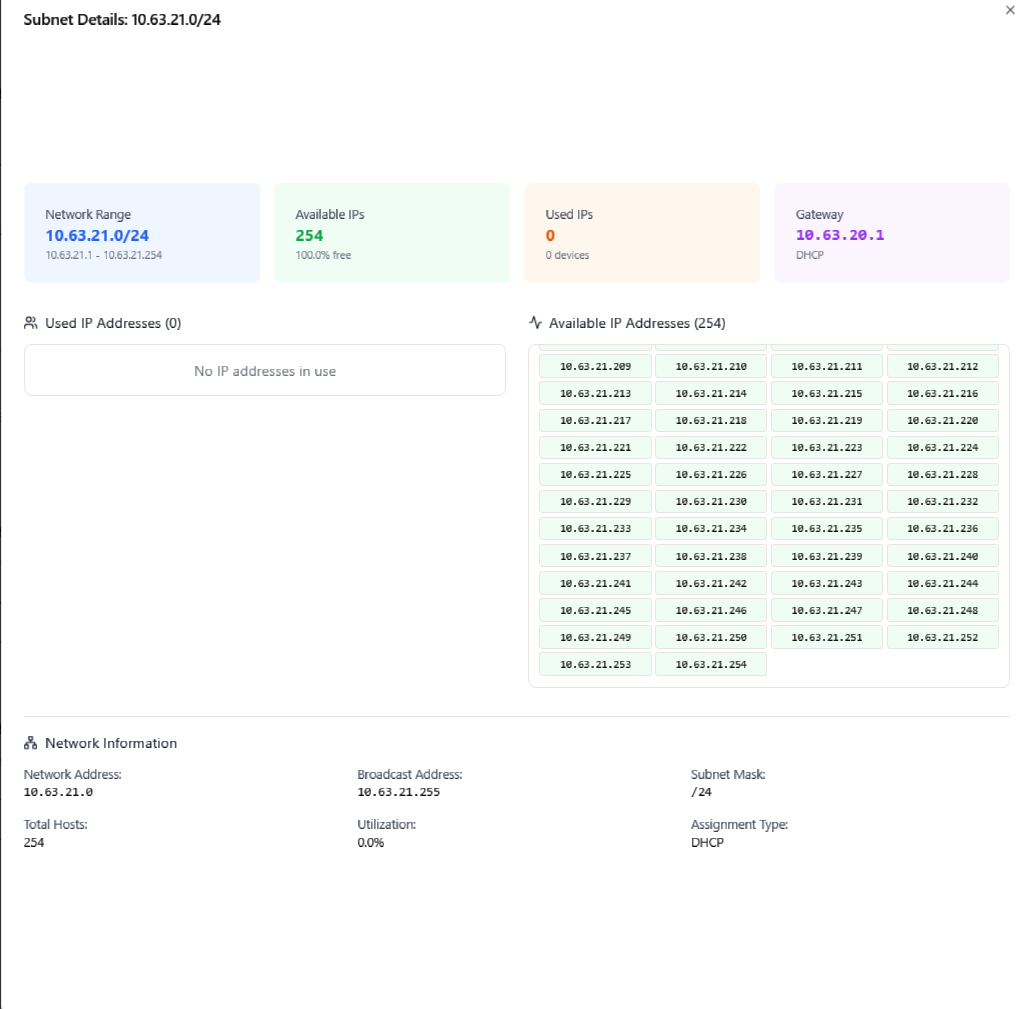 Subnet Details: 10.63.21.0/24
Network Range
10.63.21.0/24
10.63.21.1 - 10.63.21.254
Available IPs
254
100.0% free
Used IPs
0
0 devices
Gateway
10.63.20.1
DHCP
Used IP Addresses (0)
No IP addresses in use
Available IP Addresses (254)
10.63.21.209 10.63.21.210 10.63.21.211 10.63.21.212
10.63.21.213 10.63.21.214 10.63.21.215 10.63.21.216
10.63.21.217 10.63.21.218 10.63.21.219 10.63.21.220
10.63.21.221 10.63.21.222 10.63.21.223 10.63.21.224
10.63.21.225 10.63.21.226 10.63.21.227 10.63.21.228
10.63.21.229 10.63.21.230 10.63.21.231 10.63.21.232
10.63.21.233 10.63.21.234 10.63.21.235 10.63.21.236
10.63.21.237 10.63.21.238 10.63.21.239 10.63.21.240
10.63.21.241 10.63.21.242 10.63.21.243 10.63.21.244
10.63.21.245 10.63.21.246 10.63.21.247 10.63.21.248
10.63.21.249 10.63.21.250 10.63.21.251 10.63.21.252
10.63.21.253 10.63.21.254
Network Information
Network Address:
10.63.21.0
Broadcast Address:
10.63.21.255
Subnet Mask:
/24
Total Hosts:
254
Utilization:
0.0%
Assignment Type:
DHCP